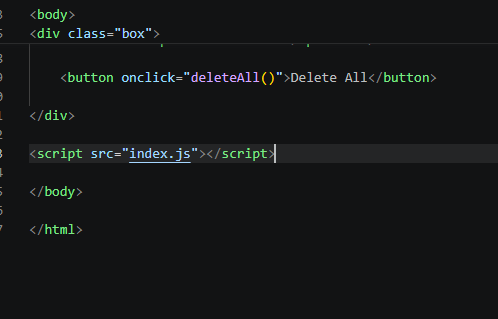 <body>
<div class="box">
<button onclick="deleteAll()">Delete All</button>
</div>
<script src="index.js"></script>
</body>
</html>